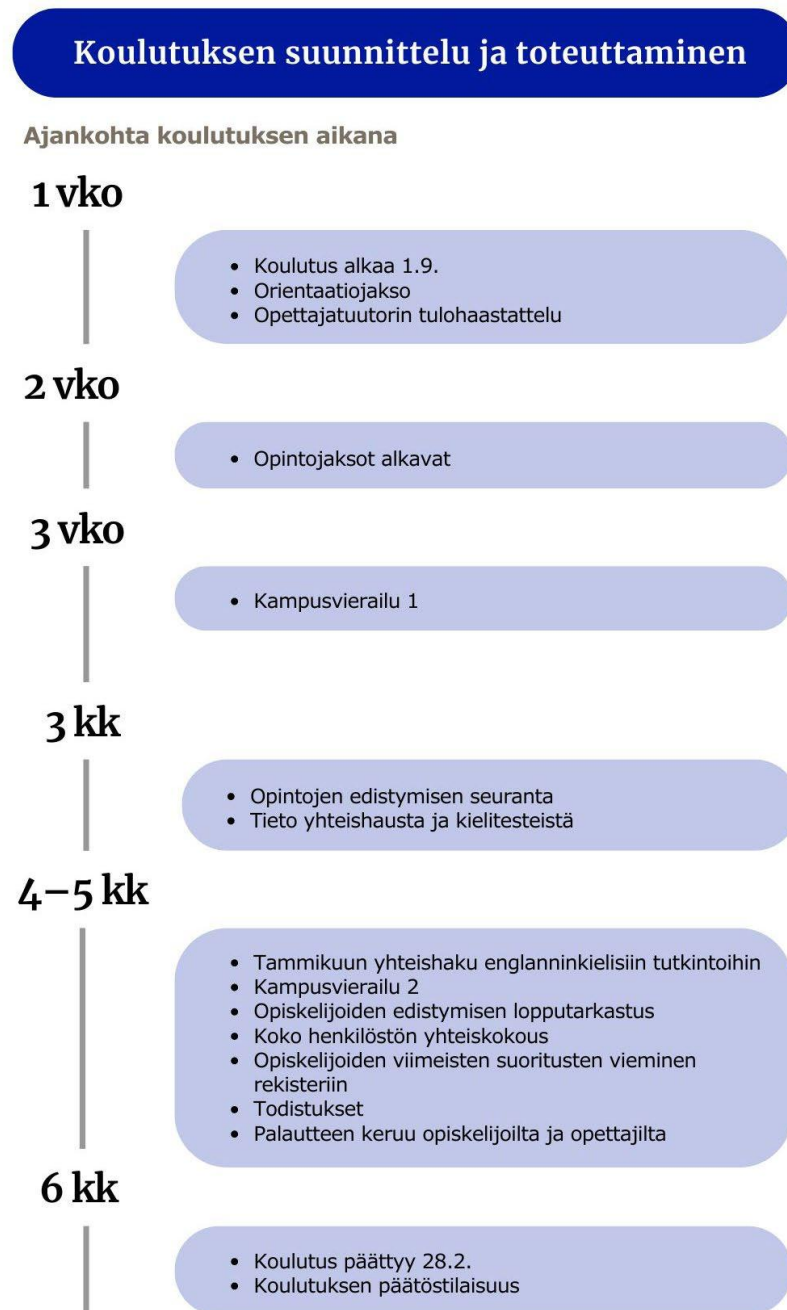 Koulutuksen suunnittelu ja toteuttaminen
Ajankohta koulutuksen aikana
1 vko
• Koulutus alkaa 1.9.
• Orientaatiojakso
• Opettajatuutorin tulohaastattelu
2 vko
• Opintojaksot alkavat
3 vko
• Kampusvierailu 1
3 kk
• Opintojen edistymisen seuranta
• Tieto yhteishausta ja kielitesteistä
4–5 kk
• Tammikuun yhteishaku englanninkielisiin tutkintoihin
• Kampusvierailu 2
• Opiskelijoiden edistymisen lopputarkastus
• Koko henkilöstön yhteiskokous
• Opiskelijoiden viimeisten suoritusten vieminen
rekisteriin
• Todistukset
• Palautteen keruu opiskelijoilta ja opettajilta
6 kk
• Koulutus päättyy 28.2.
• Koulutuksen päätöstilaisuus